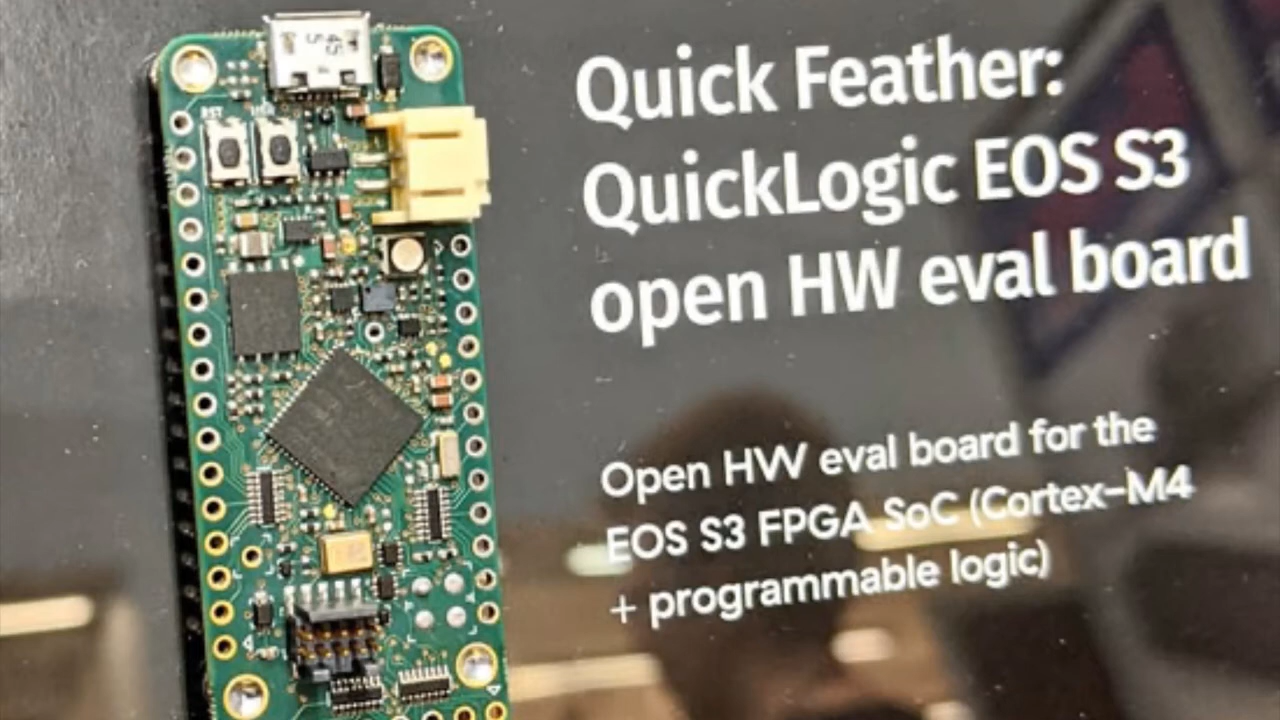 Quick Feather:
QuickLogic EOS S3
open HW eval board
Open HW eval board for the
EOS S3 FPGA SoC (Cortex-M4
+ programmable logic)
RST